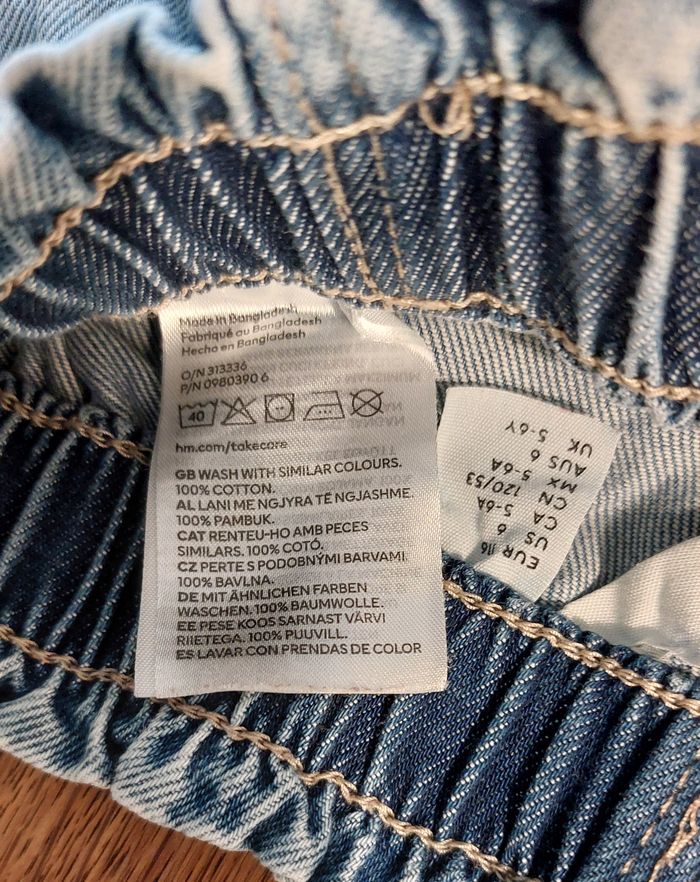 Made in Bangladesh
Fabriqué au Bangladesh
Hecho en Bangladesh
O/N 313336
P/N 0980390 6
40
hm.com/takecare
GB WASH WITH SIMILAR COLOURS.
100% COTTON.
AL LANI ME NGJYRA TË NGJASHME.
100% PAMBUK.
CAT RENTEU-HO AMB PECES
SIMILARS. 100% COTÓ.
CZ PERTE S PODOBNÝMI BARVAMI.
100% BAVLNA.
DE MIT ÄHNLICHEN FARBEN
WASCHEN. 100% BAUMWOLLE.
EE PESE KOOS SARNAST VÄRVI
RIIETEGA. 100% PUUVILL.
ES LAVAR CON PRENDAS DE COLOR
EUR 116
US 6
CA 5-6A
CN 120/53
MX 5-6A
AUS 6
UK 5-6Y